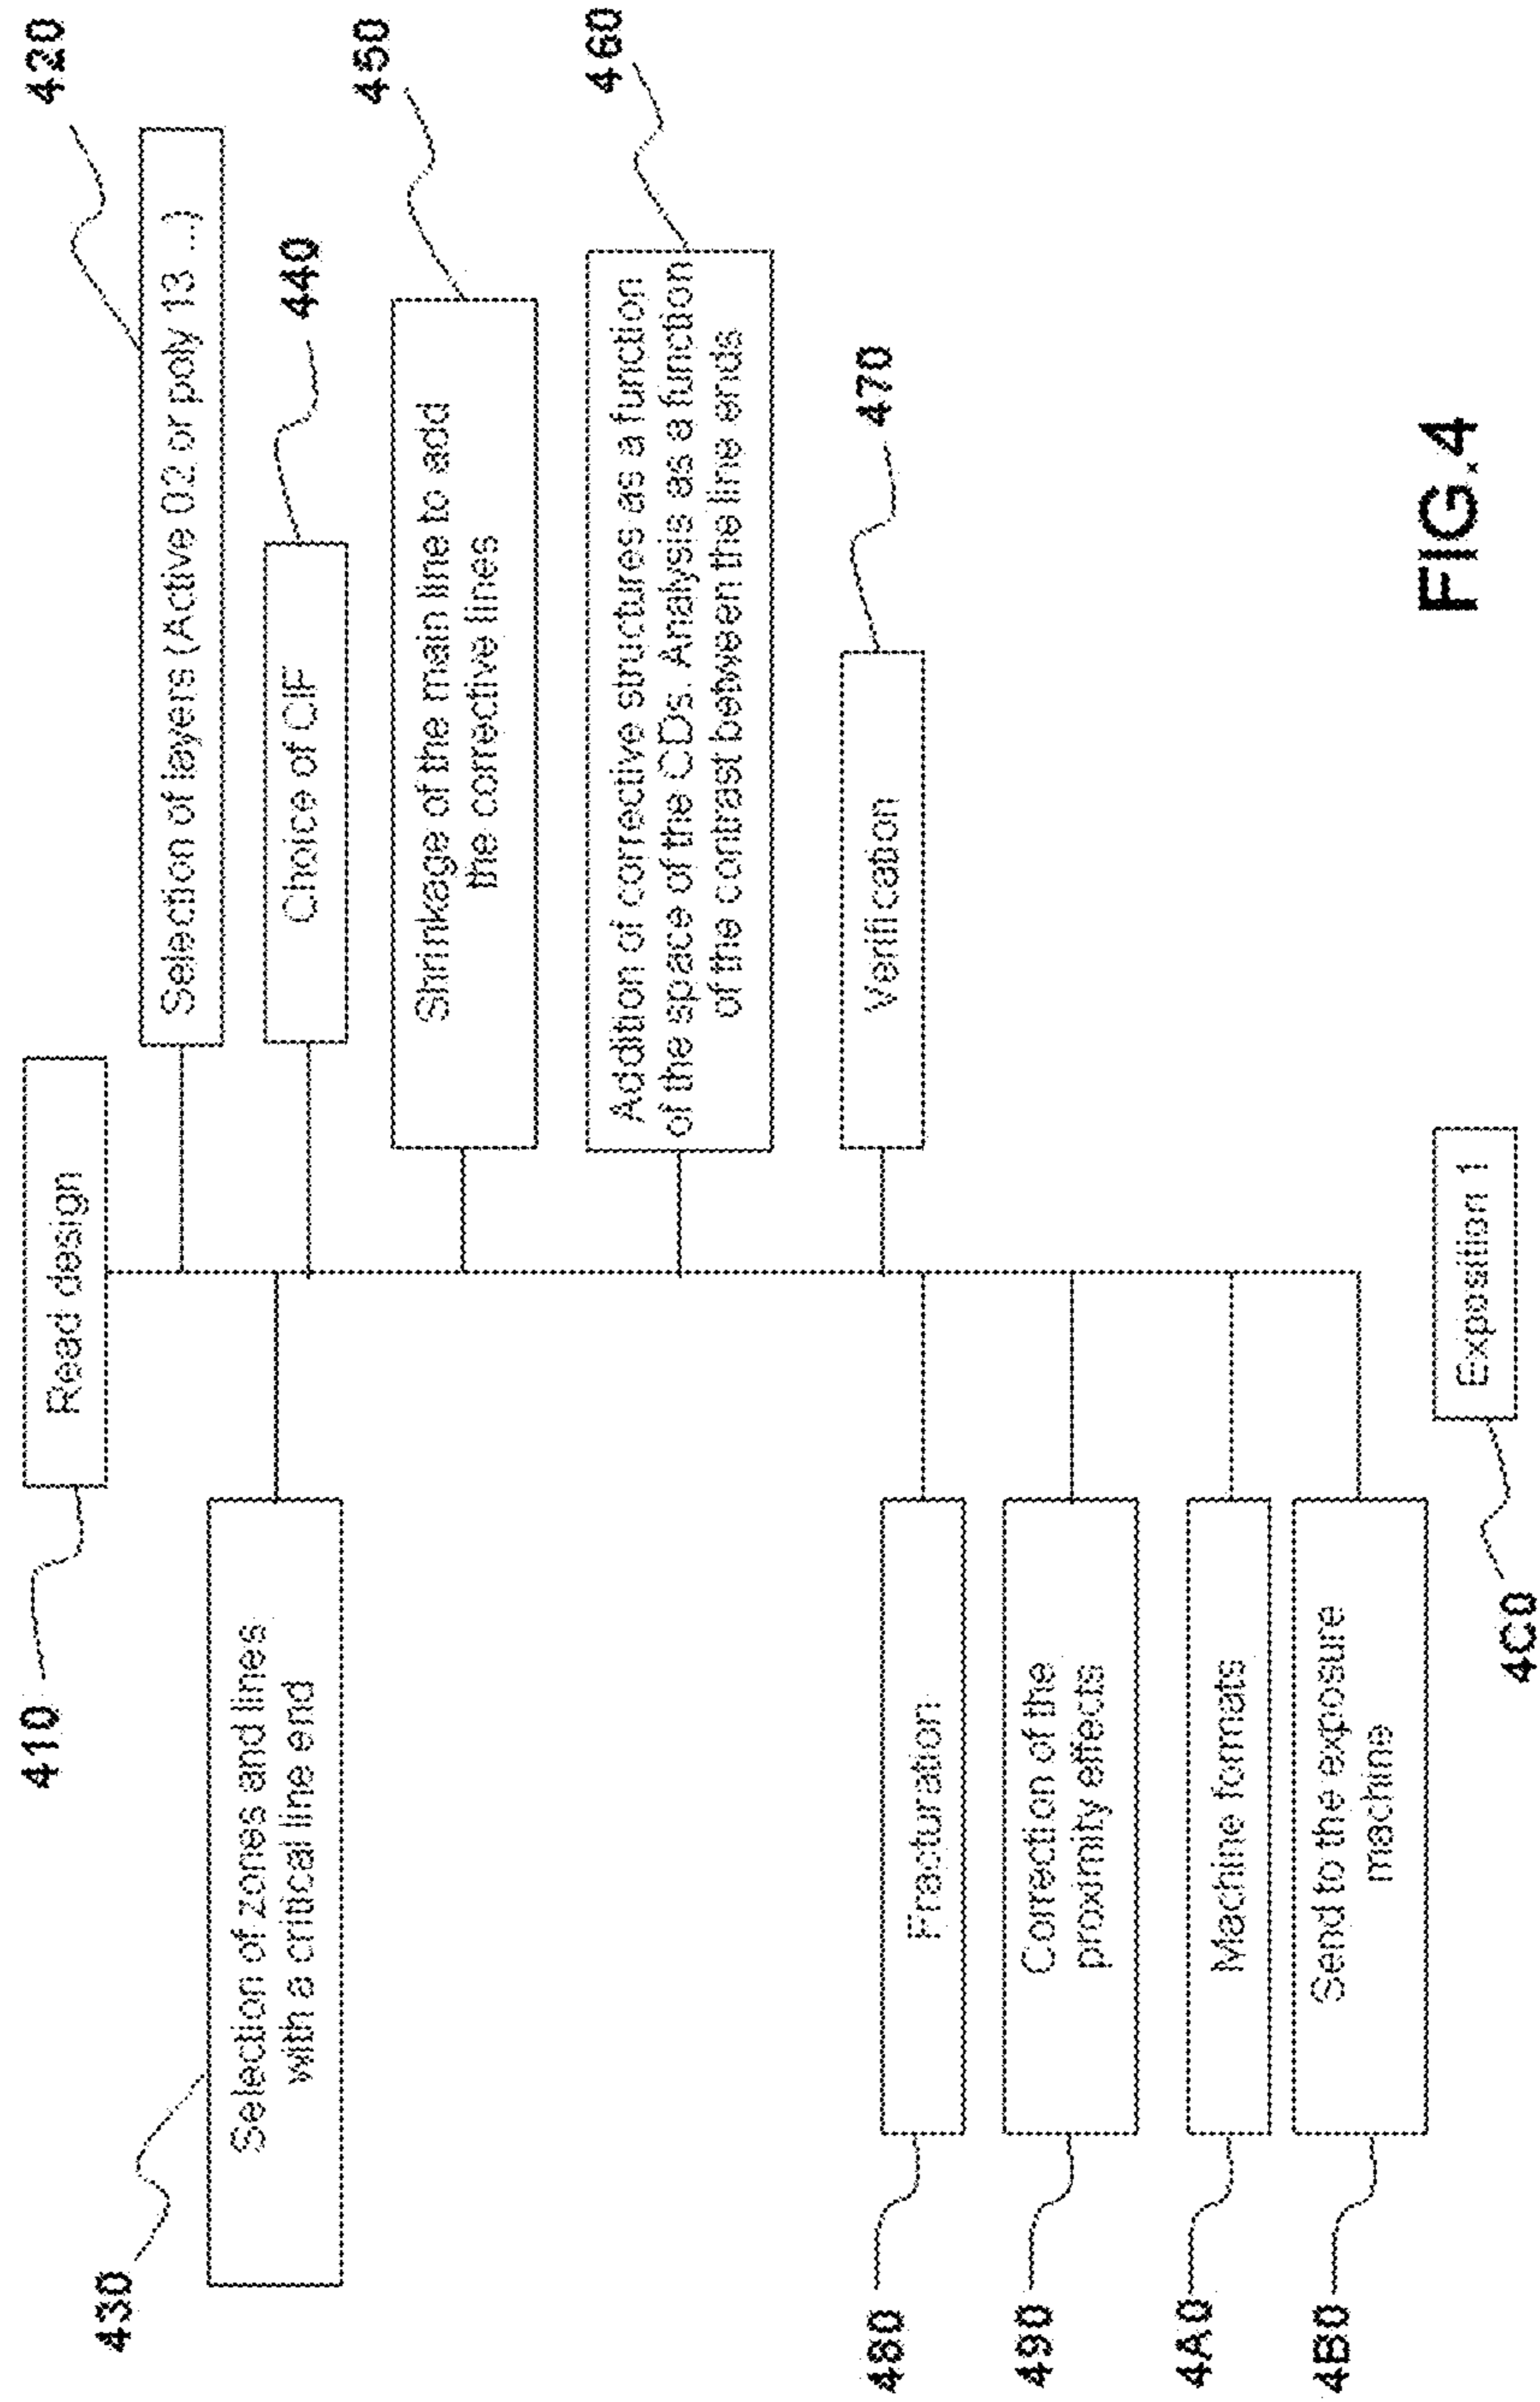 410
Read design
420
Selection of layers (Active 02 or poly 13 ...)
430
Selection of zones and lines
with a critical line end
440
Choice of CIF
450
Shrinkage of the main line to add
the corrective lines
460
Addition of corrective structures as a function
of the space of the CDs. Analysis as a function
of the contrast between the line ends
470
Verification
480
Fracturation
490
Correction of the
proximity effects
4A0
Machine formats
4B0
Send to the exposure
machine
4C0
Exposition 1
FIG.4